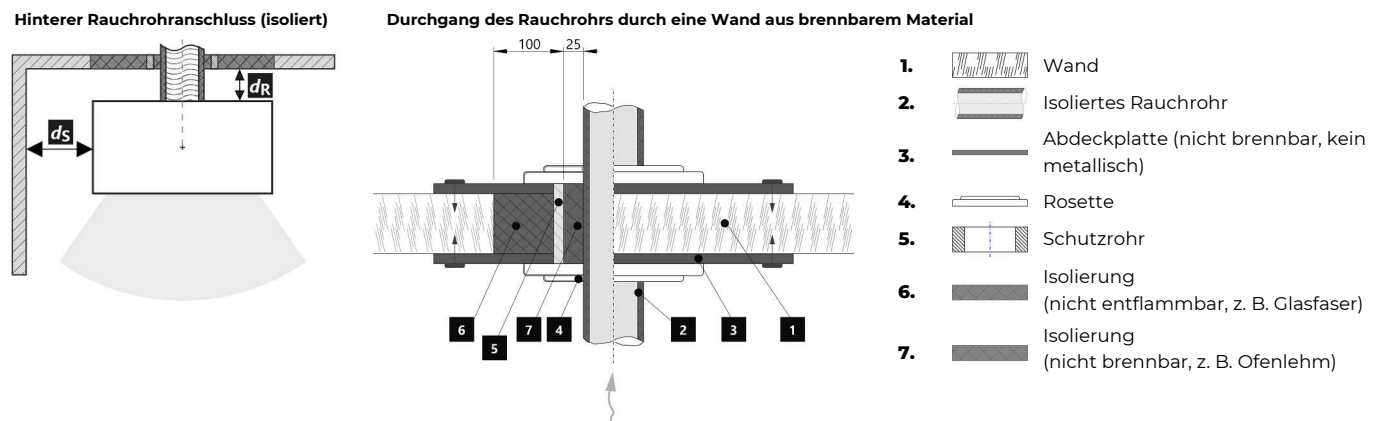 Hinterer Rauchrohranschluss (isoliert)
Durchgang des Rauchrohrs durch eine Wand aus brennbarem Material
dR
dS
100
25
6
5
7
4
2
3
1
1. Wand
2. Isoliertes Rauchrohr
3. Abdeckplatte (nicht brennbar, kein
metallisch)
4. Rosette
5. Schutzrohr
6. Isolierung
(nicht entflammbar, z. B. Glasfaser)
7. Isolierung
(nicht brennbar, z. B. Ofenlehm)